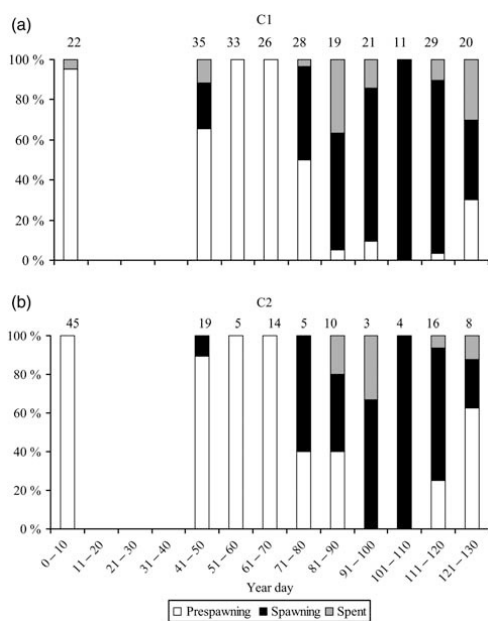 (a)
C1
22 35 33 26 28 19 21 11 29 20
100 %
80 %
60 %
40 %
20 %
0 %
(b)
C2
45 19 5 14 5 10 3 4 16 8
100 %
80 %
60 %
40 %
20 %
0 %
0 – 10 11 – 20 21 – 30 31 – 40 41 – 50 51 – 60 61 – 70 71 – 80 81 – 90 91 – 100 101 – 110 111 – 120 121 – 130
Year day
Prespawning Spawning Spent